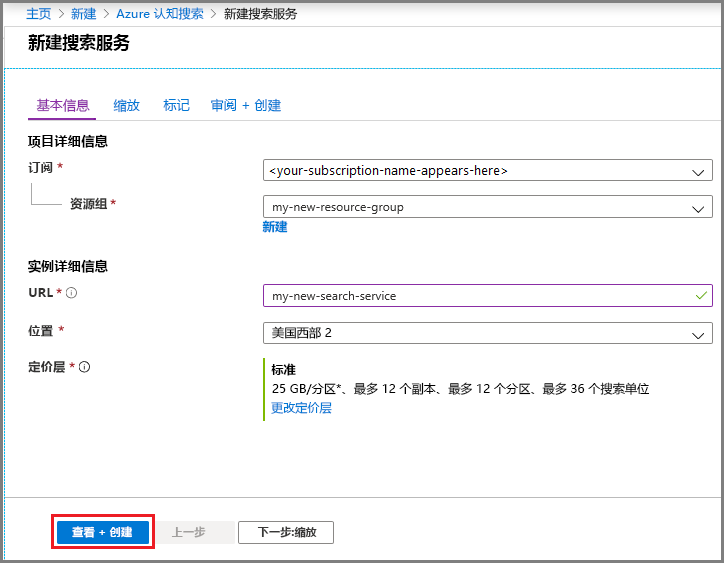 主页 > 新建 > Azure 认知搜索 > 新建搜索服务
新建搜索服务
基本信息 缩放 标记 审阅 + 创建
项目详细信息
订阅 * <your-subscription-name-appears-here>
资源组 * my-new-resource-group
新建
实例详细信息
URL * my-new-search-service
位置 * 美国西部 2
定价层 * 标准
25 GB/分区*、最多 12 个副本、最多 12 个分区、最多 36 个搜索单位
更改定价层
查看 + 创建 上一步 下一步:缩放